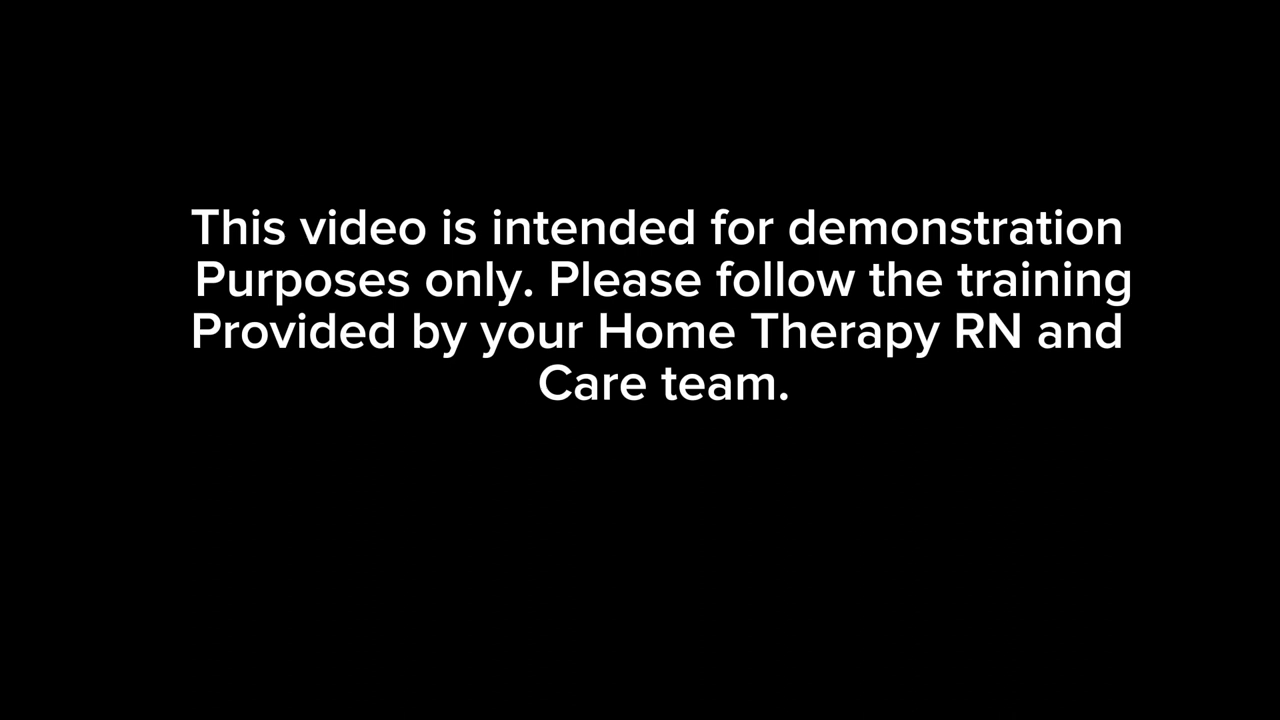 This video is intended for demonstration
Purposes only. Please follow the training
Provided by your Home Therapy RN and
Care team.